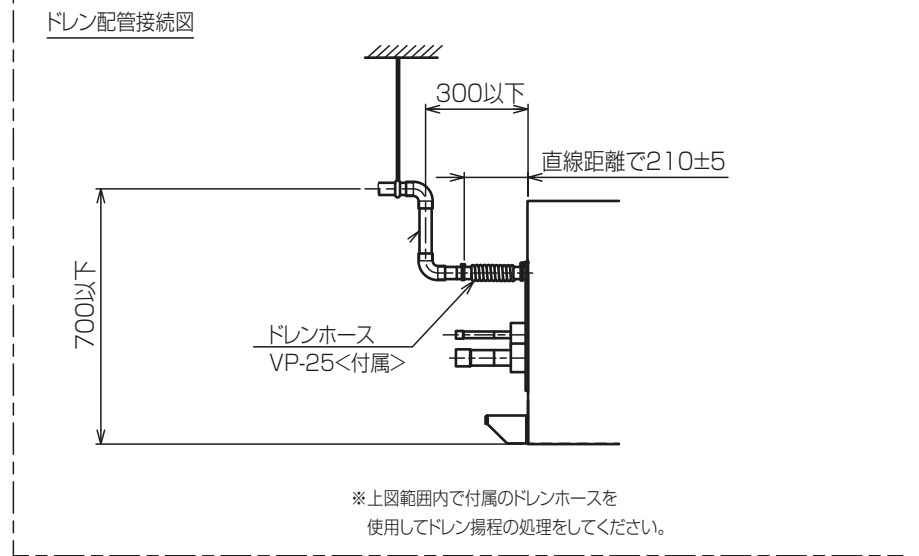 ドレン配管接続図
300以下
直線距離で210±5
700以下
ドレンホース
VP-25<付属>
※上図範囲内で付属のドレンホースを
使用してドレン揚程の処理をしてください。